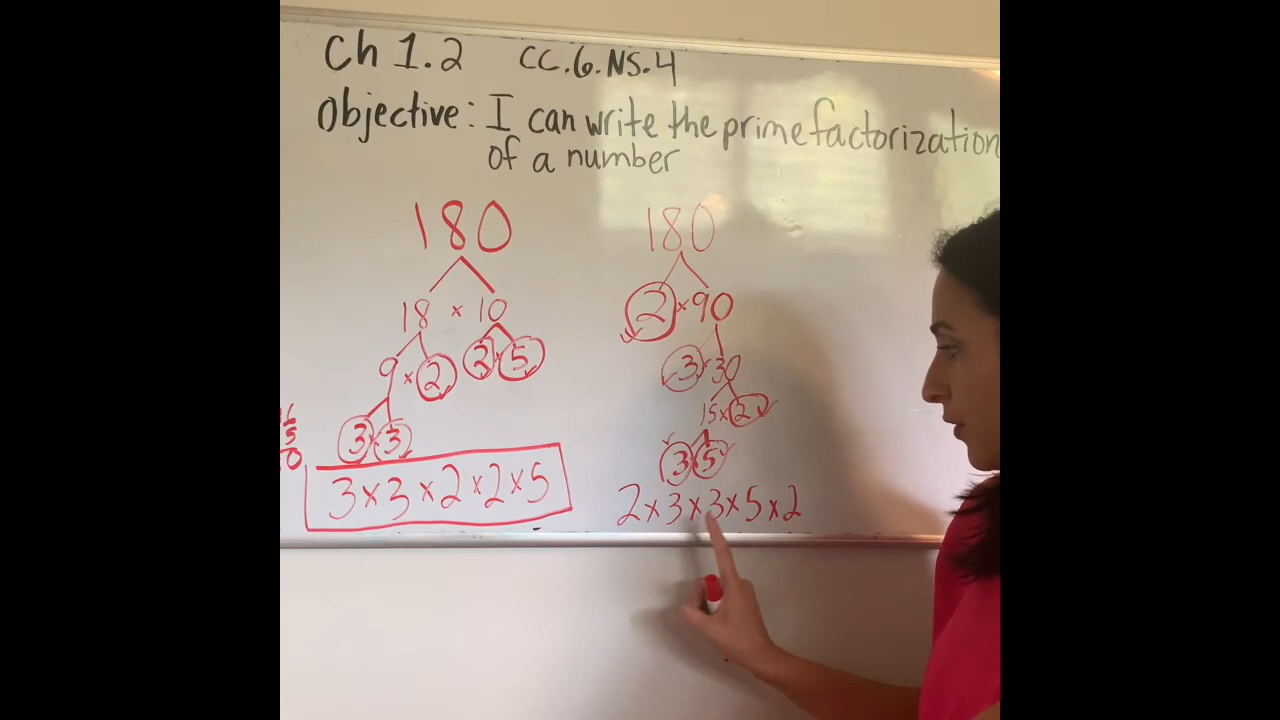 Ch 1.2 CC.6.NS.4
Objective: I can write the prime factorization
of a number
180
18 × 10
9 × 2 2 · 5
3 · 3
3 × 3 × 2 × 2 × 5
180
2 × 90
3 · 30
15 × 2
3 5
2 × 3 × 3 × 5 × 2